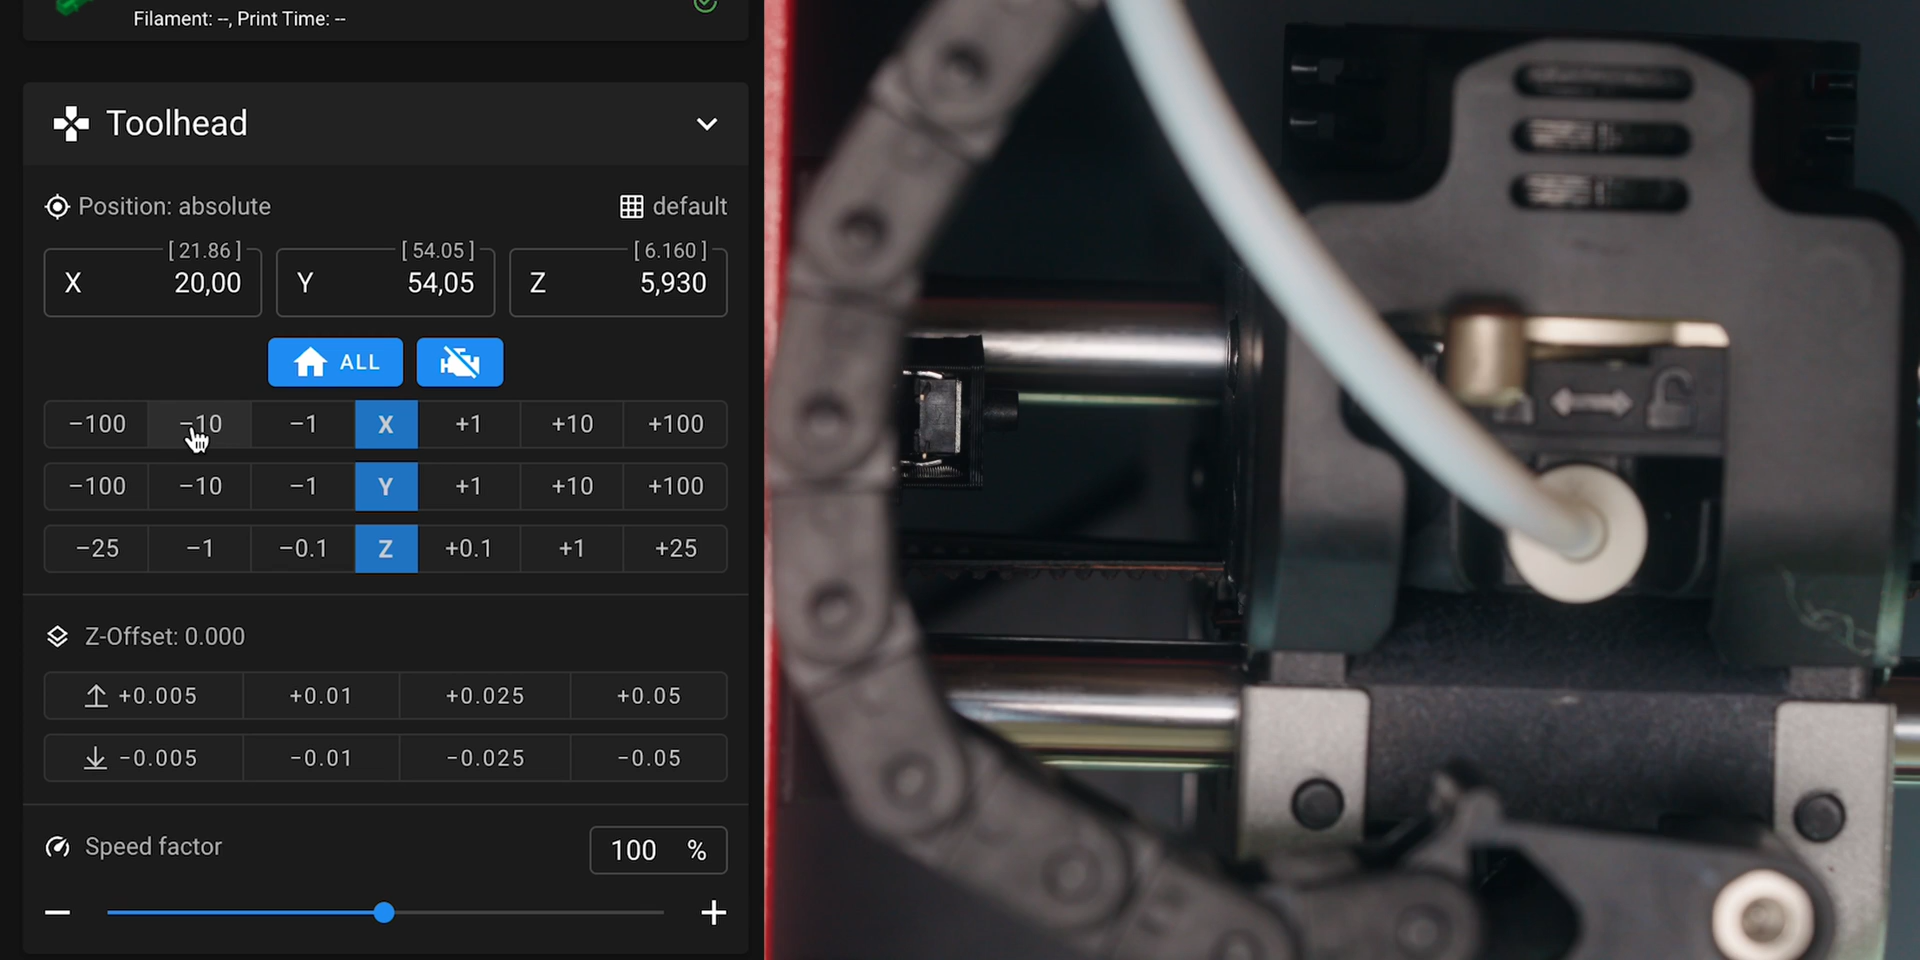 Filament: --, Print Time: --
Toolhead
Position: absolute
default
[ 21.86 ]
[ 54.05 ]
[ 6.160 ]
X 20,00
Y 54,05
Z 5,930
ALL
−100 −10 −1 X +1 +10 +100
−100 −10 −1 Y +1 +10 +100
−25 −1 −0.1 Z +0.1 +1 +25
Z-Offset: 0.000
+0.005 +0.01 +0.025 +0.05
−0.005 −0.01 −0.025 −0.05
Speed factor
100 %